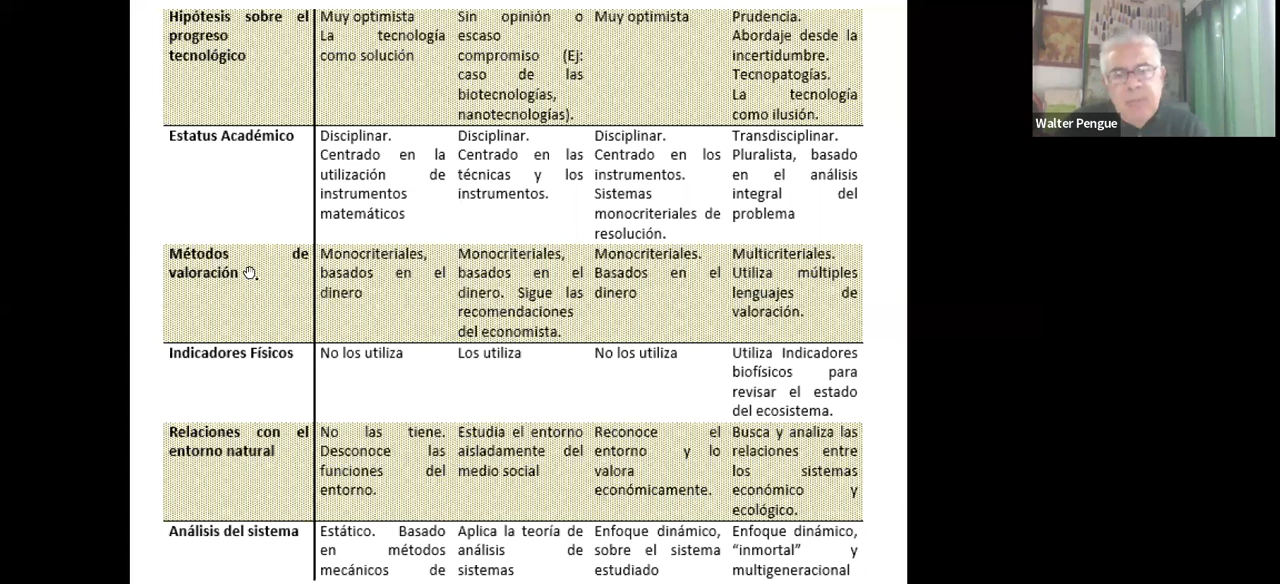 Hipótesis sobre el progreso tecnológico
Muy optimista
La tecnología
como solución
Sin opinión o
escaso
compromiso (Ej:
caso de las
biotecnologías,
nanotecnologías).
Muy optimista
Prudencia.
Abordaje desde la
incertidumbre.
Tecnopatogías.
La tecnología
como ilusión.
Estatus Académico
Disciplinar.
Centrado en la
utilización de
instrumentos
matemáticos
Disciplinar.
Centrado en las
técnicas y los
instrumentos.
Disciplinar.
Centrado en los
instrumentos.
Sistemas
monocriteriales de
resolución.
Transdisciplinar.
Pluralista, basado
en el análisis
integral del
problema
Métodos de
valoración
Monocriteriales,
basados en el
dinero
Monocriteriales,
basados en el
dinero. Sigue las
recomendaciones
del economista.
Monocriteriales.
Basados en el
dinero
Multicriteriales.
Utiliza múltiples
lenguajes de
valoración.
Indicadores Físicos
No los utiliza
Los utiliza
No los utiliza
Utiliza Indicadores
biofísicos para
revisar el estado
del ecosistema.
Relaciones con el
entorno natural
No las tiene.
Desconoce las
funciones del
entorno.
Estudia el entorno
aisladamente del
medio social
Reconoce el
entorno y lo
valora
económicamente.
Busca y analiza las
relaciones entre
los sistemas
económico y
ecológico.
Análisis del sistema
Estático. Basado
en métodos
mecánicos de
Aplica la teoría de
análisis de
sistemas
Enfoque dinámico,
sobre el sistema
estudiado
Enfoque dinámico,
“inmortal” y
multigeneracional
Walter Pengue